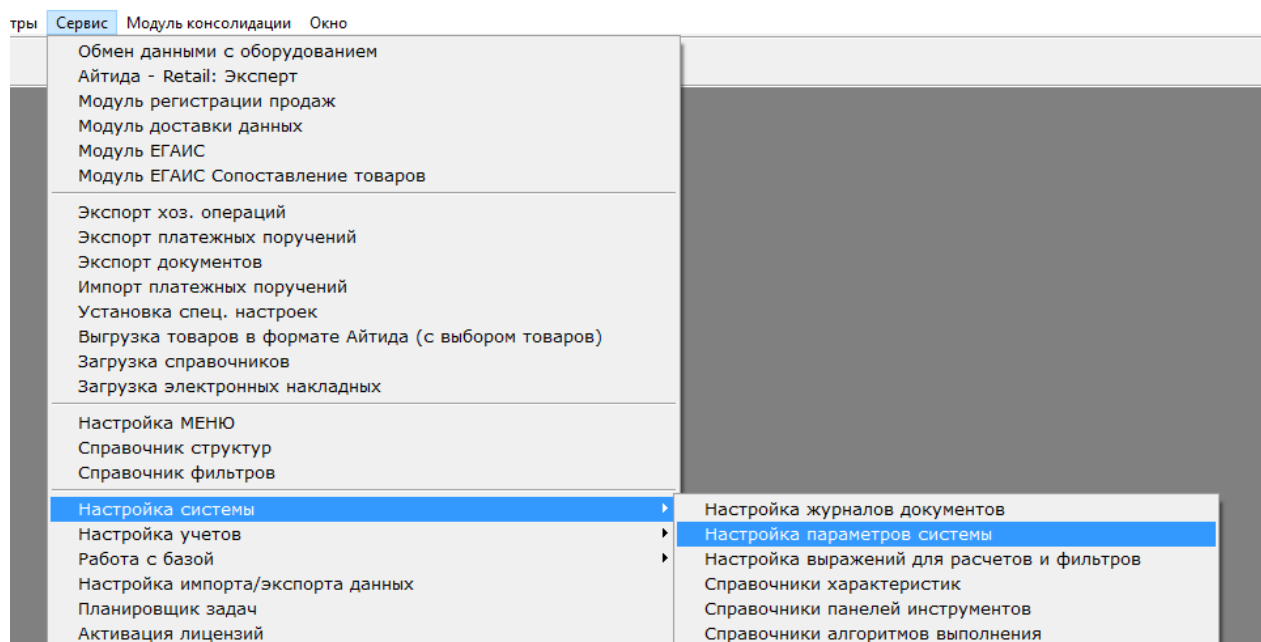 тры Сервис Модуль консолидации Окно
Обмен данными с оборудованием
Айтида - Retail: Эксперт
Модуль регистрации продаж
Модуль доставки данных
Модуль ЕГАИС
Модуль ЕГАИС Сопоставление товаров
Экспорт хоз. операций
Экспорт платежных поручений
Экспорт документов
Импорт платежных поручений
Установка спец. настроек
Выгрузка товаров в формате Айтида (с выбором товаров)
Загрузка справочников
Загрузка электронных накладных
Настройка МЕНЮ
Справочник структур
Справочник фильтров
Настройка системы
Настройка учетов
Работа с базой
Настройка импорта/экспорта данных
Планировщик задач
Активация лицензий
Настройка журналов документов
Настройка параметров системы
Настройка выражений для расчетов и фильтров
Справочники характеристик
Справочники панелей инструментов
Справочники алгоритмов выполнения